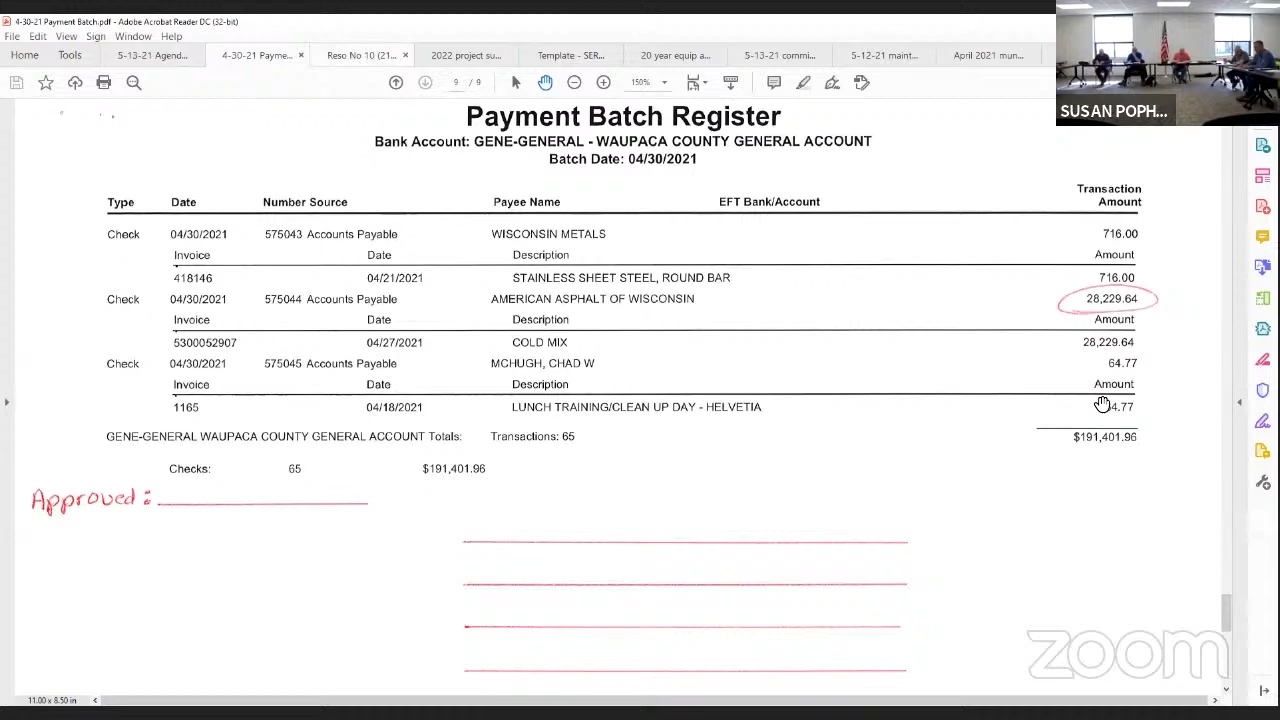 4-30-21 Payment Batch.pdf - Adobe Acrobat Reader DC (32-bit)
File Edit View Sign Window Help
Home Tools 5-13-21 Agend... 4-30-21 Payme... × Reso No 10 (21... × 2022 project su... Template - SER... 20 year equip a... 5-13-21 commi... 5-12-21 maint... April 2021 mun...
9 / 9 150%
SUSAN POPH...
Payment Batch Register
Bank Account: GENE-GENERAL - WAUPACA COUNTY GENERAL ACCOUNT
Batch Date: 04/30/2021
Transaction
Type Date Number Source Payee Name EFT Bank/Account Amount
Check 04/30/2021 575043 Accounts Payable WISCONSIN METALS 716.00
Invoice Date Description Amount
418146 04/21/2021 STAINLESS SHEET STEEL, ROUND BAR 716.00
Check 04/30/2021 575044 Accounts Payable AMERICAN ASPHALT OF WISCONSIN 28,229.64
Invoice Date Description Amount
5300052907 04/27/2021 COLD MIX 28,229.64
Check 04/30/2021 575045 Accounts Payable MCHUGH, CHAD W 64.77
Invoice Date Description Amount
1165 04/18/2021 LUNCH TRAINING/CLEAN UP DAY - HELVETIA 64.77
GENE-GENERAL WAUPACA COUNTY GENERAL ACCOUNT Totals: Transactions: 65 $191,401.96
Checks: 65 $191,401.96
Approved:
zoom
11.00 x 8.50 in